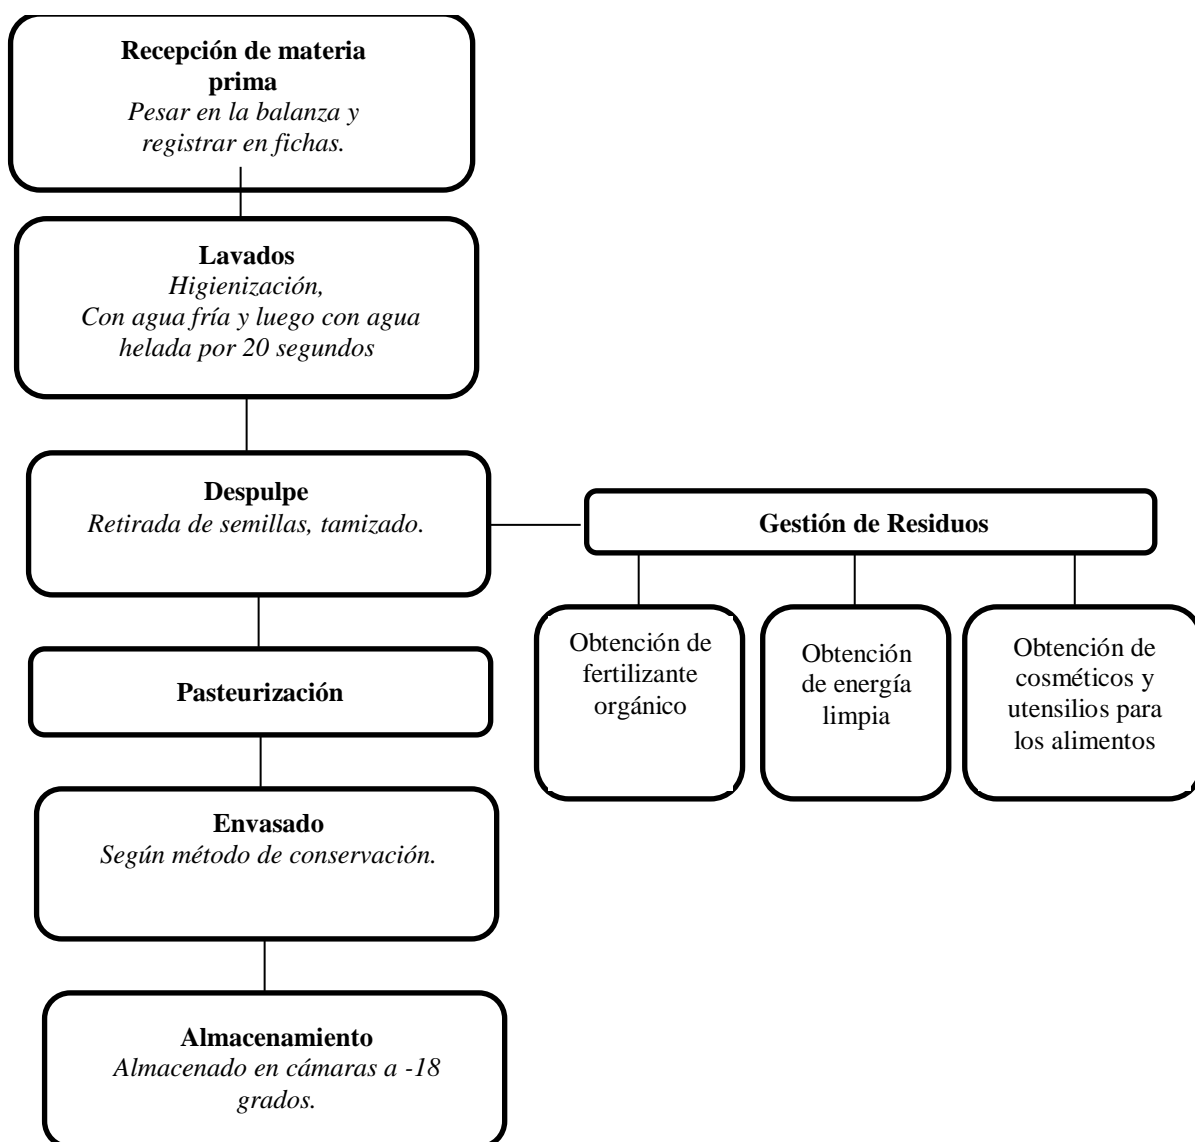 Recepción de materia
prima
Pesar en la balanza y
registrar en fichas.
Lavados
Higienización,
Con agua fría y luego con agua
helada por 20 segundos
Despulpe
Retirada de semillas, tamizado.
Gestión de Residuos
Obtención de
fertilizante
orgánico
Obtención
de energía
limpia
Obtención de
cosméticos y
utensilios para
los alimentos
Pasteurización
Envasado
Según método de conservación.
Almacenamiento
Almacenado en cámaras a -18
grados.